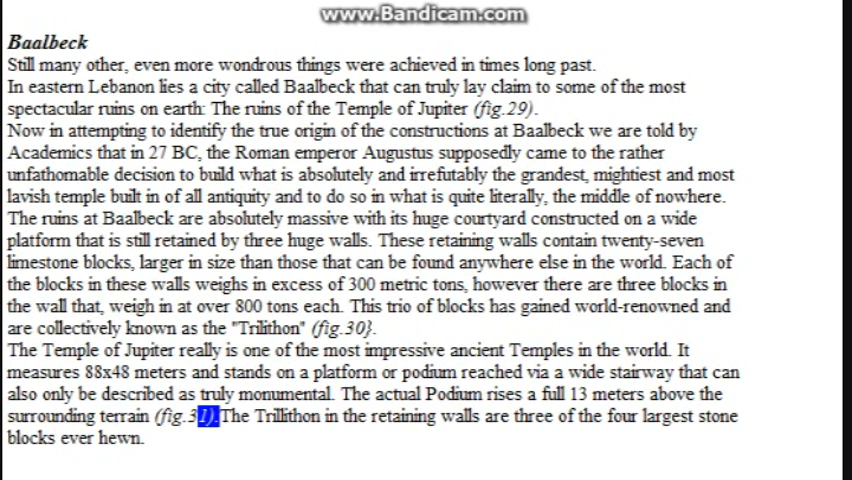 www.Bandicam.com
Baalbeck
Still many other, even more wondrous things were achieved in times long past.
In eastern Lebanon lies a city called Baalbeck that can truly lay claim to some of the most
spectacular ruins on earth: The ruins of the Temple of Jupiter (fig.29).
Now in attempting to identify the true origin of the constructions at Baalbeck we are told by
Academics that in 27 BC, the Roman emperor Augustus supposedly came to the rather
unfathomable decision to build what is absolutely and irrefutably the grandest, mightiest and most
lavish temple built in of all antiquity and to do so in what is quite literally, the middle of nowhere.
The ruins at Baalbeck are absolutely massive with its huge courtyard constructed on a wide
platform that is still retained by three huge walls. These retaining walls contain twenty-seven
limestone blocks, larger in size than those that can be found anywhere else in the world. Each of
the blocks in these walls weighs in excess of 300 metric tons, however there are three blocks in
the wall that, weigh in at over 800 tons each. This trio of blocks has gained world-renowned and
are collectively known as the "Trilithon" (fig.30}.
The Temple of Jupiter really is one of the most impressive ancient Temples in the world. It
measures 88x48 meters and stands on a platform or podium reached via a wide stairway that can
also only be described as truly monumental. The actual Podium rises a full 13 meters above the
surrounding terrain (fig.31).The Trillithon in the retaining walls are three of the four largest stone
blocks ever hewn.